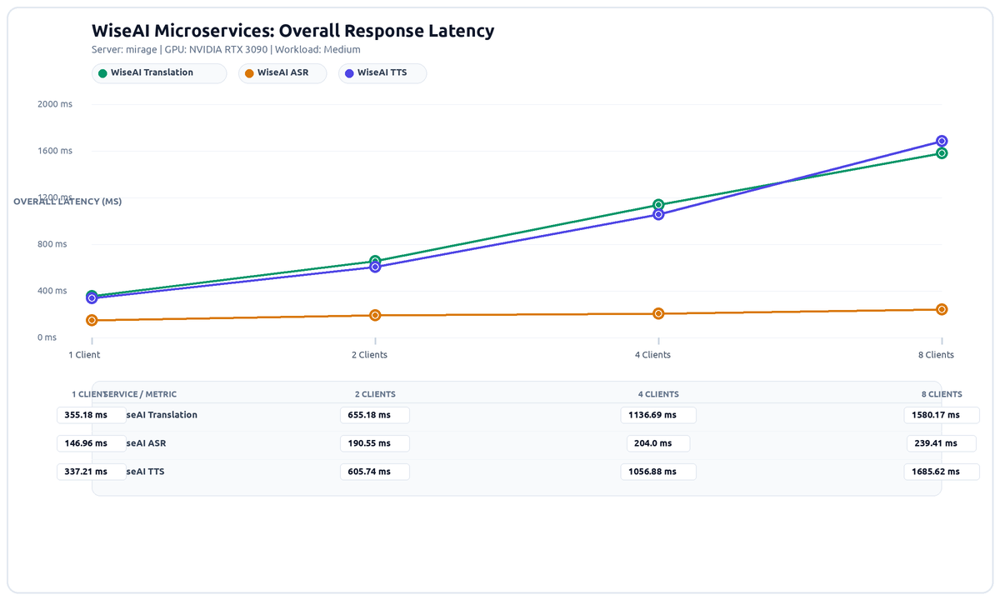 WiseAI Microservices: Overall Response Latency
Server: mirage | GPU: NVIDIA RTX 3090 | Workload: Medium
WiseAI Translation
WiseAI ASR
WiseAI TTS
2000 ms
1600 ms
1200 ms
OVERALL LATENCY (MS)
800 ms
400 ms
0 ms
1 Client
2 Clients
4 Clients
8 Clients
1 CLIENT SERVICE / METRIC 2 CLIENTS 4 CLIENTS 8 CLIENTS
355.18 ms seAI Translation 655.18 ms 1136.69 ms 1580.17 ms
146.96 ms seAI ASR 190.55 ms 204.0 ms 239.41 ms
337.21 ms seAI TTS 605.74 ms 1056.88 ms 1685.62 ms